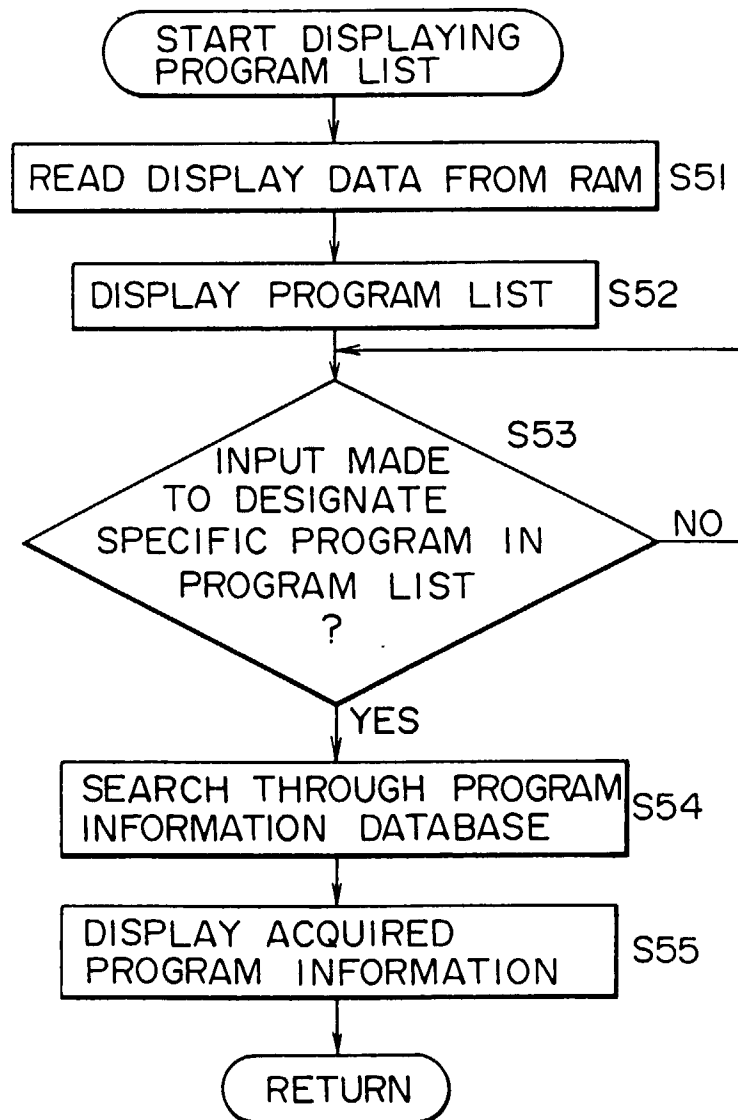 START DISPLAYING
PROGRAM LIST
READ DISPLAY DATA FROM RAM
S51
DISPLAY PROGRAM LIST
S52
S53
INPUT MADE
TO DESIGNATE
SPECIFIC PROGRAM IN
PROGRAM LIST
?
NO
YES
SEARCH THROUGH PROGRAM
INFORMATION DATABASE
S54
DISPLAY ACQUIRED
PROGRAM INFORMATION
S55
RETURN